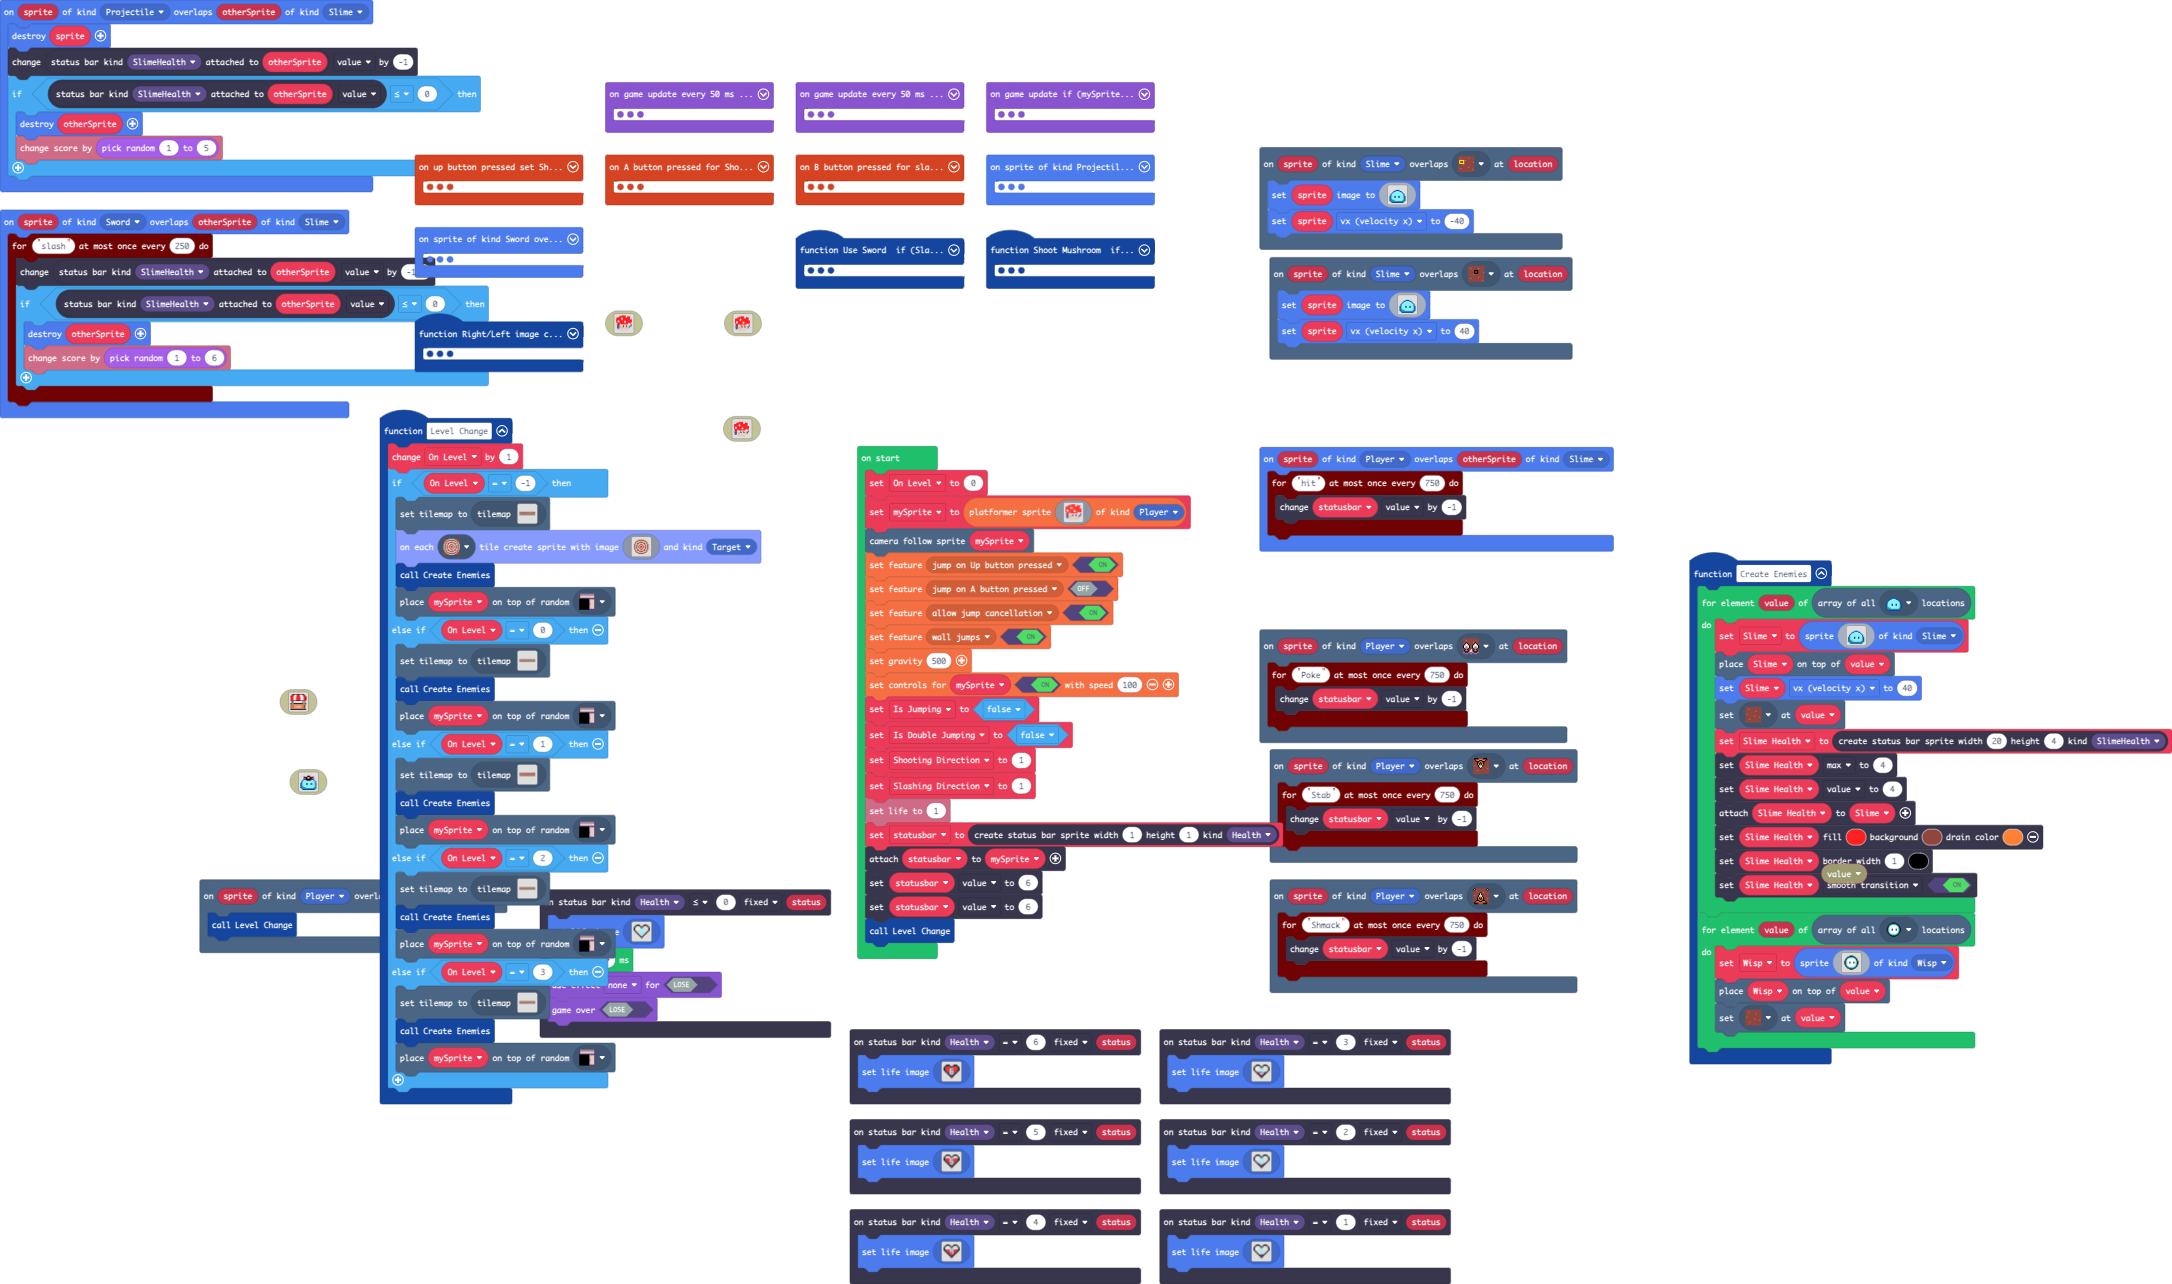 on sprite of kind Projectile overlaps otherSprite of kind Slime
destroy sprite
change status bar kind SlimeHealth attached to otherSprite value by -1
if status bar kind SlimeHealth attached to otherSprite value ≤ 0 then
destroy otherSprite
change score by pick random 1 to 5
on sprite of kind Sword overlaps otherSprite of kind Slime
for "slash" at most once every 250 do
change status bar kind SlimeHealth attached to otherSprite value by -1
if status bar kind SlimeHealth attached to otherSprite value ≤ 0 then
destroy otherSprite
change score by pick random 1 to 6
on game update every 50 ms ...
on game update every 50 ms ...
on game update if (mySprite...
on up button pressed set Sh...
on A button pressed for Sho...
on B button pressed for sla...
on sprite of kind Projectil...
on sprite of kind Sword ove...
function Use Sword if (Sla...
function Shoot Mushroom if...
function Right/Left image c...
on sprite of kind Slime overlaps at location
set sprite image to
set sprite vx (velocity x) to -40
on sprite of kind Slime overlaps at location
set sprite image to
set sprite vx (velocity x) to 40
function Level Change
change On Level by 1
if On Level = -1 then
set tilemap to tilemap
on each tile create sprite with image and kind Target
call Create Enemies
place mySprite on top of random
else if On Level = 0 then
set tilemap to tilemap
call Create Enemies
place mySprite on top of random
else if On Level = 1 then
set tilemap to tilemap
call Create Enemies
place mySprite on top of random
else if On Level = 2 then
set tilemap to tilemap
call Create Enemies
place mySprite on top of random
else if On Level = 3 then
set tilemap to tilemap
call Create Enemies
place mySprite on top of random
on sprite of kind Player
call Level Change
status bar kind Health ≤ 0 fixed status
ms
none for LOSE
game over LOSE
on start
set On Level to 0
set mySprite to platformer sprite of kind Player
camera follow sprite mySprite
set feature jump on Up button pressed ON
set feature jump on A button pressed OFF
set feature allow jump cancellation ON
set feature wall jumps ON
set gravity 500
set controls for mySprite ON with speed 100
set Is Jumping to false
set Is Double Jumping to false
set Shooting Direction to 1
set Slashing Direction to 1
set life to 1
set statusbar to create status bar sprite width 1 height 1 kind Health
attach statusbar to mySprite
set statusbar value to 6
set statusbar value to 6
call Level Change
on status bar kind Health = 6 fixed status
set life image
on status bar kind Health = 3 fixed status
set life image
on status bar kind Health = 5 fixed status
set life image
on status bar kind Health = 2 fixed status
set life image
on status bar kind Health = 4 fixed status
set life image
on status bar kind Health = 1 fixed status
set life image
on sprite of kind Player overlaps otherSprite of kind Slime
for "hit" at most once every 750 do
change statusbar value by -1
on sprite of kind Player overlaps at location
for "Poke" at most once every 750 do
change statusbar value by -1
on sprite of kind Player overlaps at location
for "Stab" at most once every 750 do
change statusbar value by -1
on sprite of kind Player overlaps at location
for "Shmack" at most once every 750 do
change statusbar value by -1
function Create Enemies
for element value of array of all locations
do
set Slime to sprite of kind Slime
place Slime on top of value
set Slime vx (velocity x) to 40
set at value
set Slime Health to create status bar sprite width 20 height 4 kind SlimeHealth
set Slime Health max to 4
set Slime Health value to 4
attach Slime Health to Slime
set Slime Health fill background drain color
set Slime Health border width 1
value
set Slime Health smooth transition ON
for element value of array of all locations
do
set Wisp to sprite of kind Wisp
place Wisp on top of value
set at value